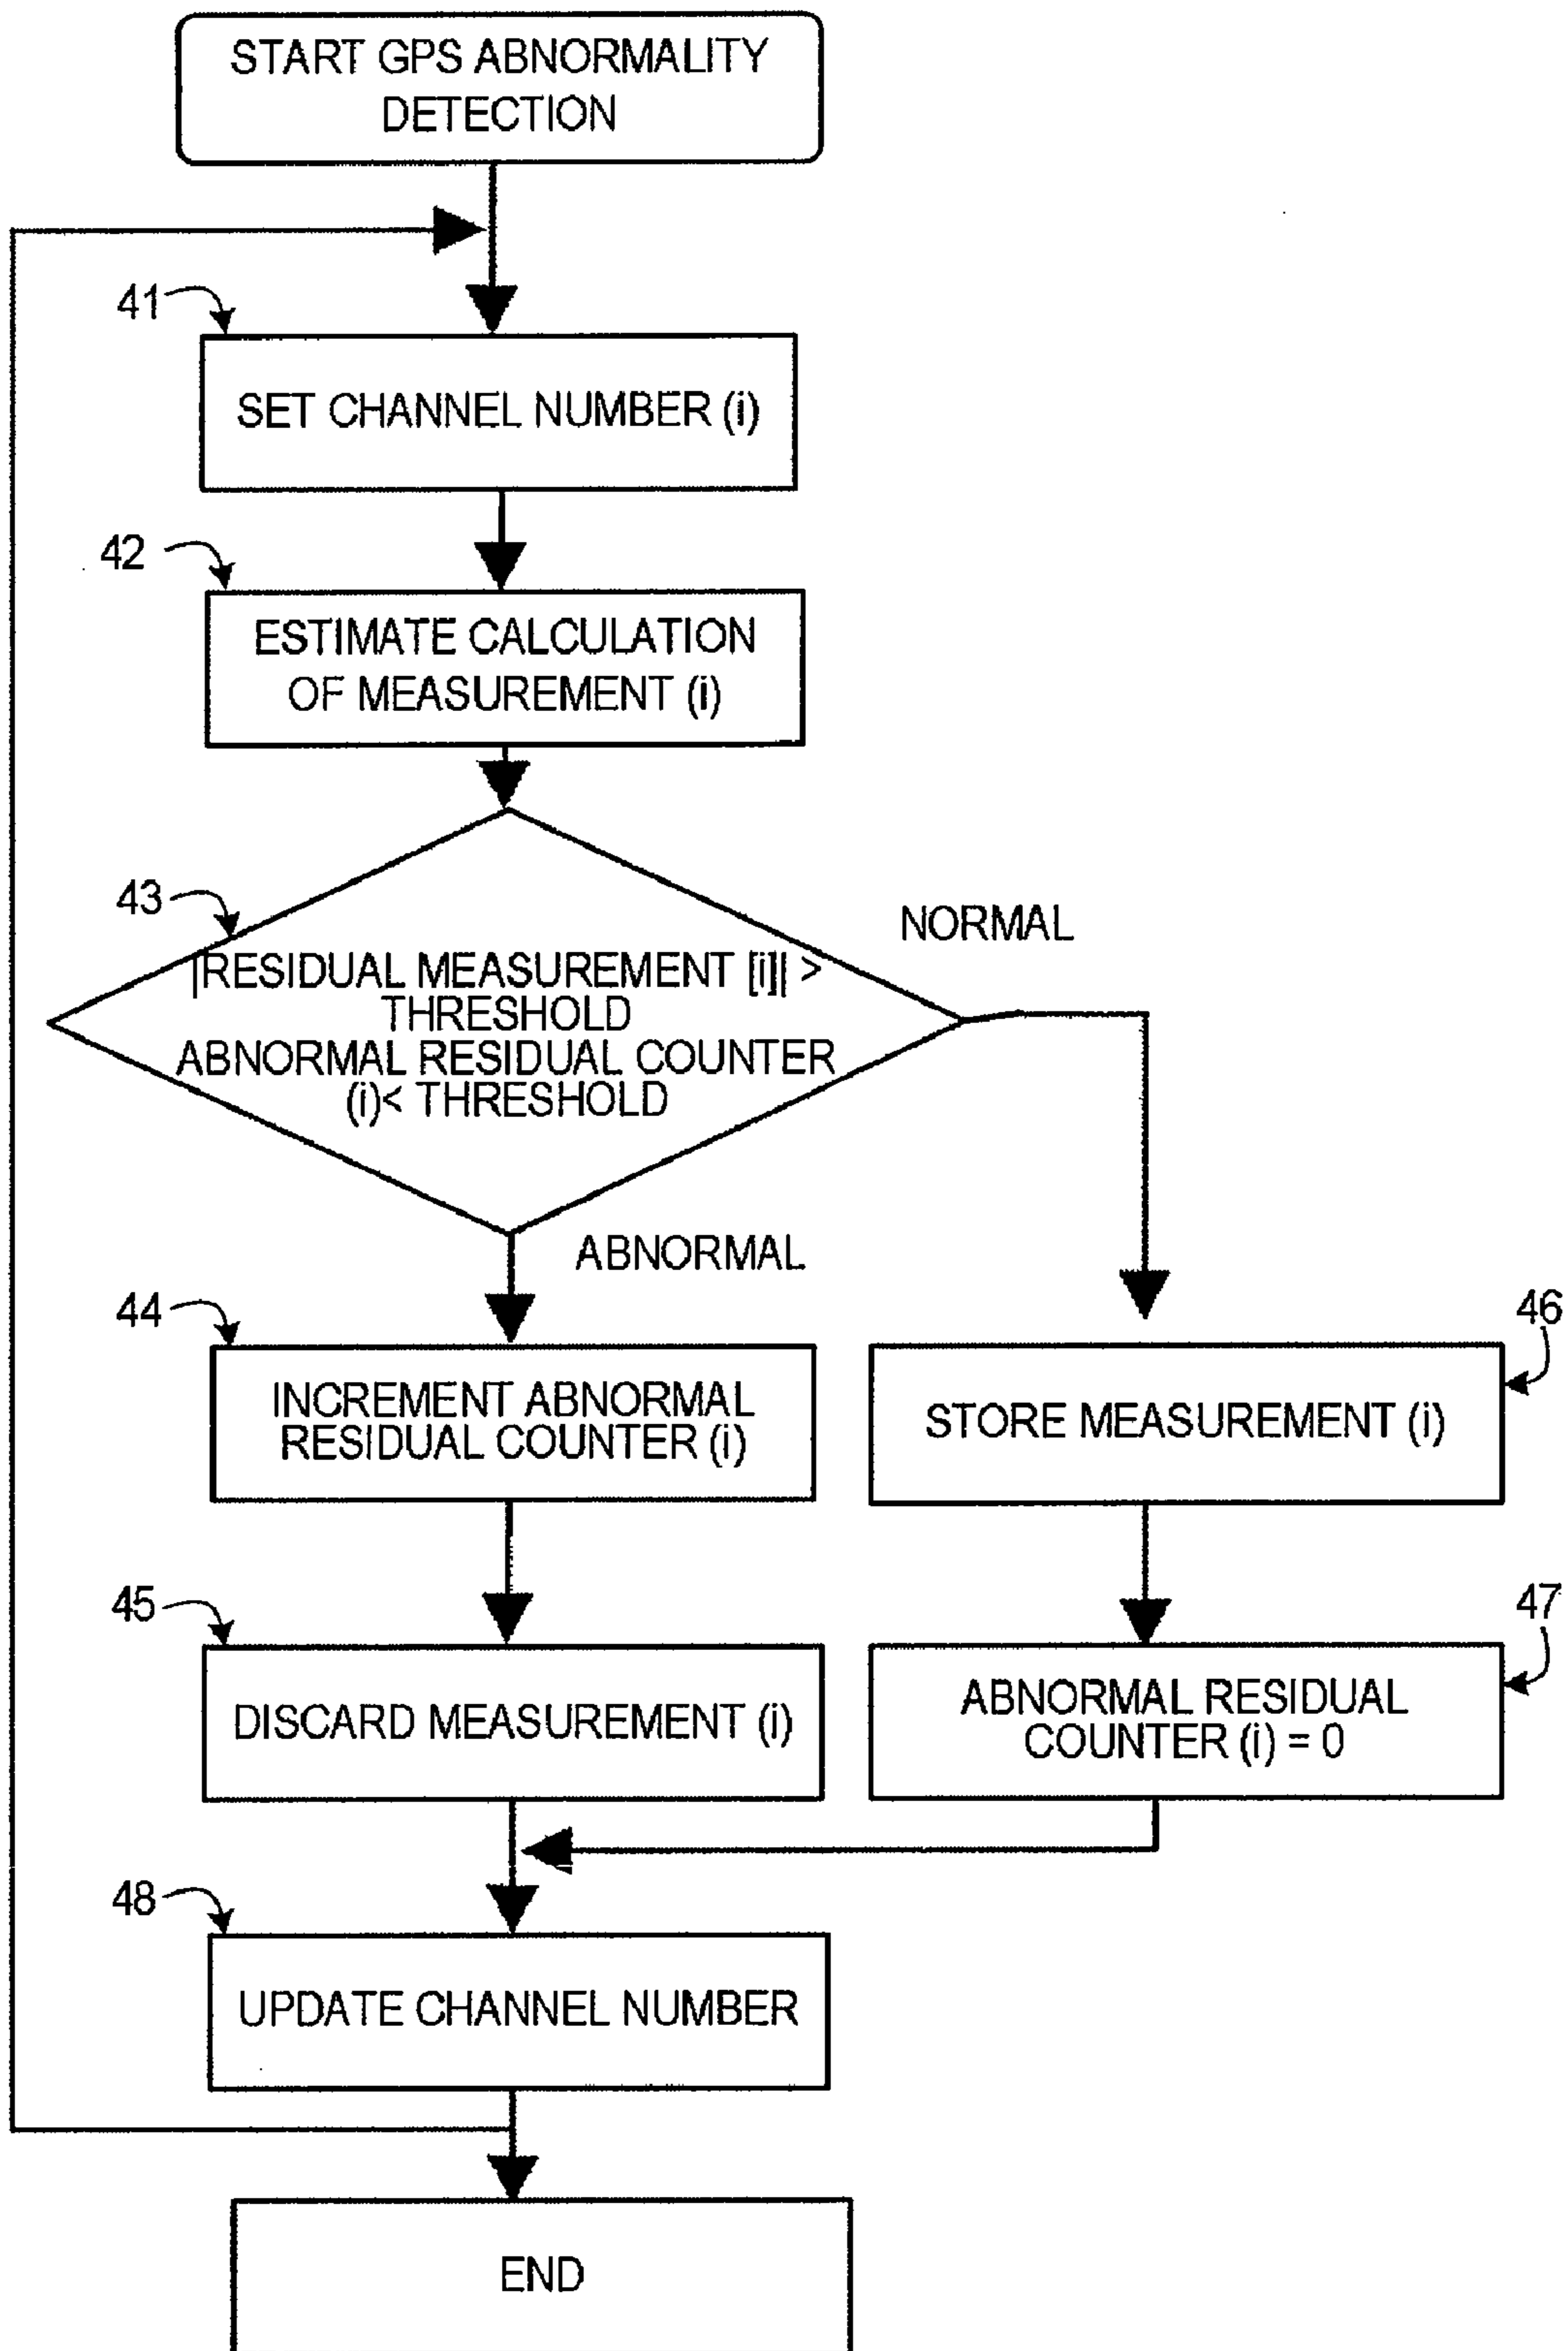 START GPS ABNORMALITY
DETECTION
41
SET CHANNEL NUMBER (i)
42
ESTIMATE CALCULATION
OF MEASUREMENT (i)
43
NORMAL
|RESIDUAL MEASUREMENT [i]| >
THRESHOLD
ABNORMAL RESIDUAL COUNTER
(i)< THRESHOLD
ABNORMAL
44
INCREMENT ABNORMAL
RESIDUAL COUNTER (i)
46
STORE MEASUREMENT (i)
45
DISCARD MEASUREMENT (i)
47
ABNORMAL RESIDUAL
COUNTER (i) = 0
48
UPDATE CHANNEL NUMBER
END